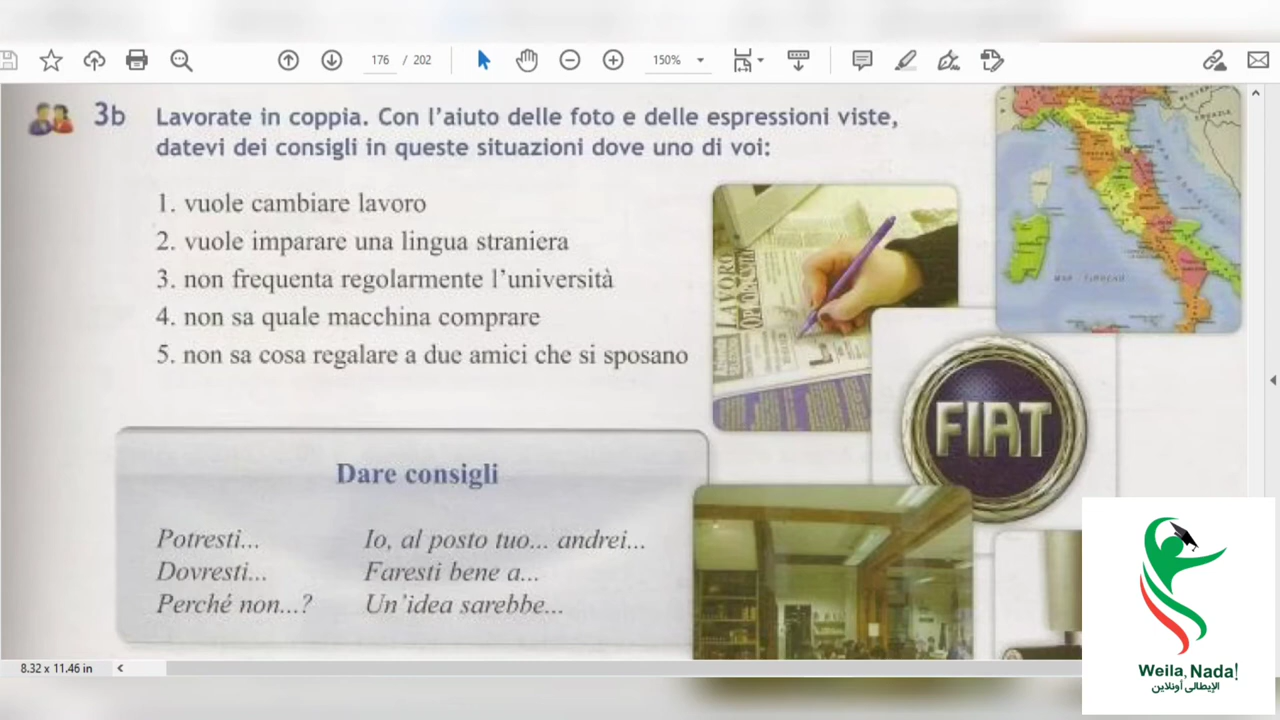 176 / 202
150%
3b
Lavorate in coppia. Con l'aiuto delle foto e delle espressioni viste,
datevi dei consigli in queste situazioni dove uno di voi:
1. vuole cambiare lavoro
2. vuole imparare una lingua straniera
3. non frequenta regolarmente l'università
4. non sa quale macchina comprare
5. non sa cosa regalare a due amici che si sposano
LAVORO
MAR TIRRENO
FIAT
Dare consigli
Potresti... Io, al posto tuo... andrei...
Dovresti... Faresti bene a...
Perché non...? Un'idea sarebbe...
8.32 x 11.46 in
Weila, Nada!
الإيطالى أونلاين